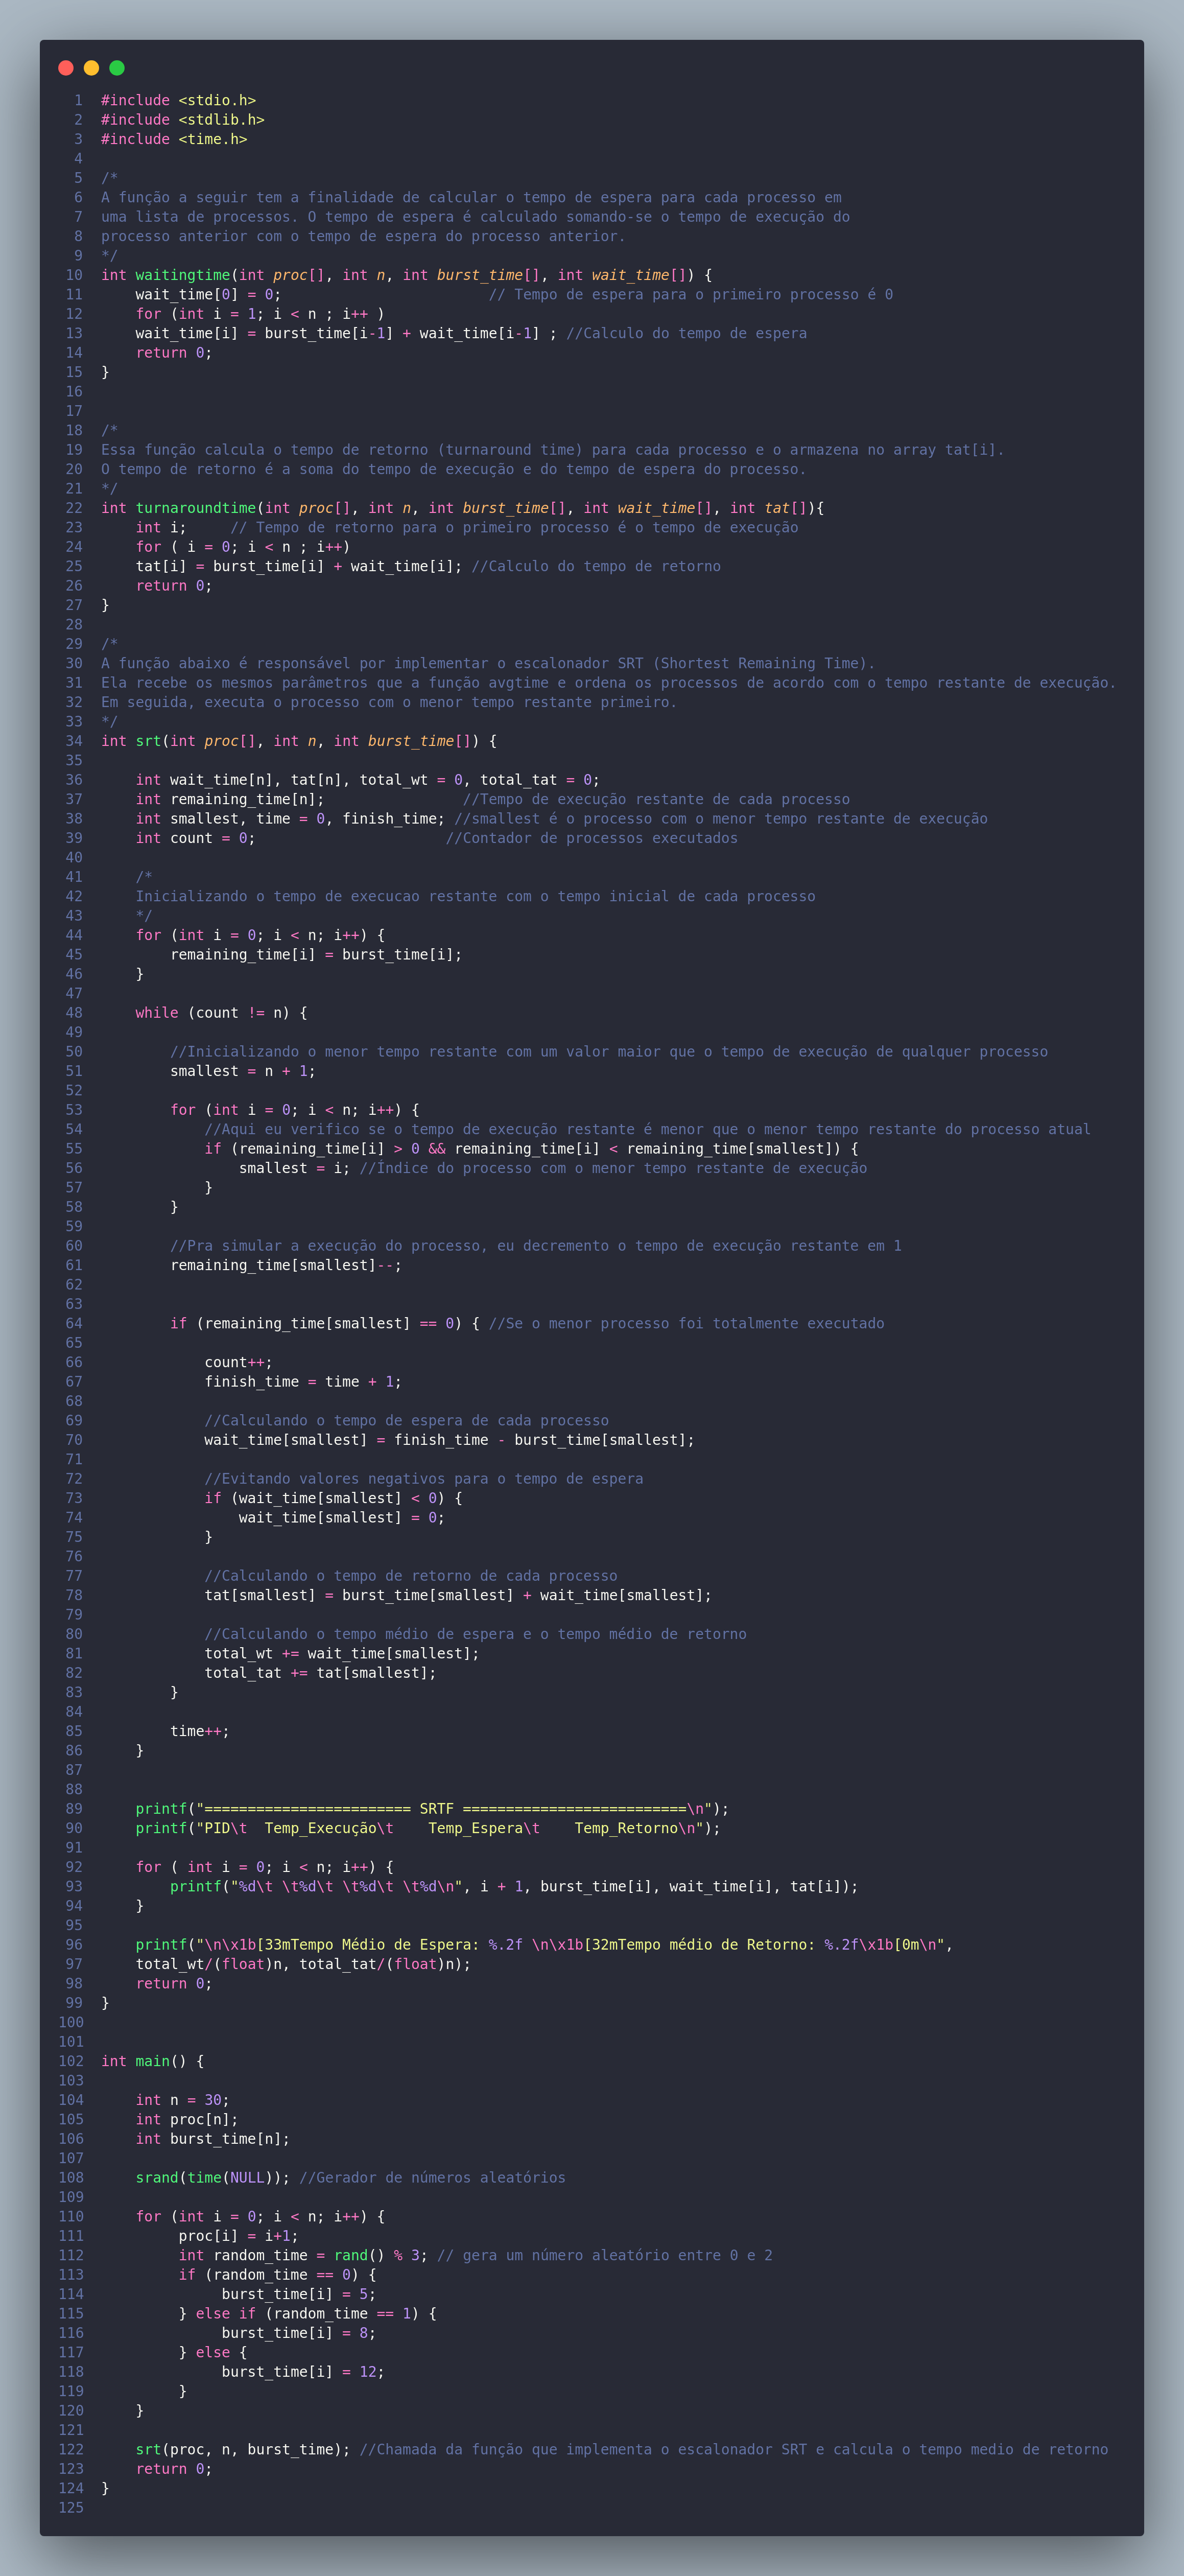 1 #include <stdio.h>
2 #include <stdlib.h>
3 #include <time.h>
4
5 /*
6 A função a seguir tem a finalidade de calcular o tempo de espera para cada processo em
7 uma lista de processos. O tempo de espera é calculado somando-se o tempo de execução do
8 processo anterior com o tempo de espera do processo anterior.
9 */
10 int waitingtime(int proc[], int n, int burst_time[], int wait_time[]) {
11     wait_time[0] = 0;                        // Tempo de espera para o primeiro processo é 0
12     for (int i = 1; i < n ; i++ )
13     wait_time[i] = burst_time[i-1] + wait_time[i-1] ; //Calculo do tempo de espera
14     return 0;
15 }
16
17
18 /*
19 Essa função calcula o tempo de retorno (turnaround time) para cada processo e o armazena no array tat[i].
20 O tempo de retorno é a soma do tempo de execução e do tempo de espera do processo.
21 */
22 int turnaroundtime(int proc[], int n, int burst_time[], int wait_time[], int tat[]){
23     int i;     // Tempo de retorno para o primeiro processo é o tempo de execução
24     for ( i = 0; i < n ; i++)
25     tat[i] = burst_time[i] + wait_time[i]; //Calculo do tempo de retorno
26     return 0;
27 }
28
29 /*
30 A função abaixo é responsável por implementar o escalonador SRT (Shortest Remaining Time).
31 Ela recebe os mesmos parâmetros que a função avgtime e ordena os processos de acordo com o tempo restante de execução.
32 Em seguida, executa o processo com o menor tempo restante primeiro.
33 */
34 int srt(int proc[], int n, int burst_time[]) {
35
36     int wait_time[n], tat[n], total_wt = 0, total_tat = 0;
37     int remaining_time[n];                //Tempo de execução restante de cada processo
38     int smallest, time = 0, finish_time; //smallest é o processo com o menor tempo restante de execução
39     int count = 0;                      //Contador de processos executados
40
41     /*
42     Inicializando o tempo de execucao restante com o tempo inicial de cada processo
43     */
44     for (int i = 0; i < n; i++) {
45         remaining_time[i] = burst_time[i];
46     }
47
48     while (count != n) {
49
50         //Inicializando o menor tempo restante com um valor maior que o tempo de execução de qualquer processo
51         smallest = n + 1;
52
53         for (int i = 0; i < n; i++) {
54             //Aqui eu verifico se o tempo de execução restante é menor que o menor tempo restante do processo atual
55             if (remaining_time[i] > 0 && remaining_time[i] < remaining_time[smallest]) {
56                 smallest = i; //Índice do processo com o menor tempo restante de execução
57             }
58         }
59
60         //Pra simular a execução do processo, eu decremento o tempo de execução restante em 1
61         remaining_time[smallest]--;
62
63
64         if (remaining_time[smallest] == 0) { //Se o menor processo foi totalmente executado
65
66             count++;
67             finish_time = time + 1;
68
69             //Calculando o tempo de espera de cada processo
70             wait_time[smallest] = finish_time - burst_time[smallest];
71
72             //Evitando valores negativos para o tempo de espera
73             if (wait_time[smallest] < 0) {
74                 wait_time[smallest] = 0;
75             }
76
77             //Calculando o tempo de retorno de cada processo
78             tat[smallest] = burst_time[smallest] + wait_time[smallest];
79
80             //Calculando o tempo médio de espera e o tempo médio de retorno
81             total_wt += wait_time[smallest];
82             total_tat += tat[smallest];
83         }
84
85         time++;
86     }
87
88
89     printf("======================== SRTF ==========================\n");
90     printf("PID\t  Temp_Execução\t    Temp_Espera\t    Temp_Retorno\n");
91
92     for ( int i = 0; i < n; i++) {
93         printf("%d\t \t%d\t \t%d\t \t%d\n", i + 1, burst_time[i], wait_time[i], tat[i]);
94     }
95
96     printf("\n\x1b[33mTempo Médio de Espera: %.2f \n\x1b[32mTempo médio de Retorno: %.2f\x1b[0m\n",
97     total_wt/(float)n, total_tat/(float)n);
98     return 0;
99 }
100
101
102 int main() {
103
104     int n = 30;
105     int proc[n];
106     int burst_time[n];
107
108     srand(time(NULL)); //Gerador de números aleatórios
109
110     for (int i = 0; i < n; i++) {
111          proc[i] = i+1;
112          int random_time = rand() % 3; // gera um número aleatório entre 0 e 2
113          if (random_time == 0) {
114               burst_time[i] = 5;
115          } else if (random_time == 1) {
116               burst_time[i] = 8;
117          } else {
118               burst_time[i] = 12;
119          }
120     }
121
122     srt(proc, n, burst_time); //Chamada da função que implementa o escalonador SRT e calcula o tempo medio de retorno
123     return 0;
124 }
125